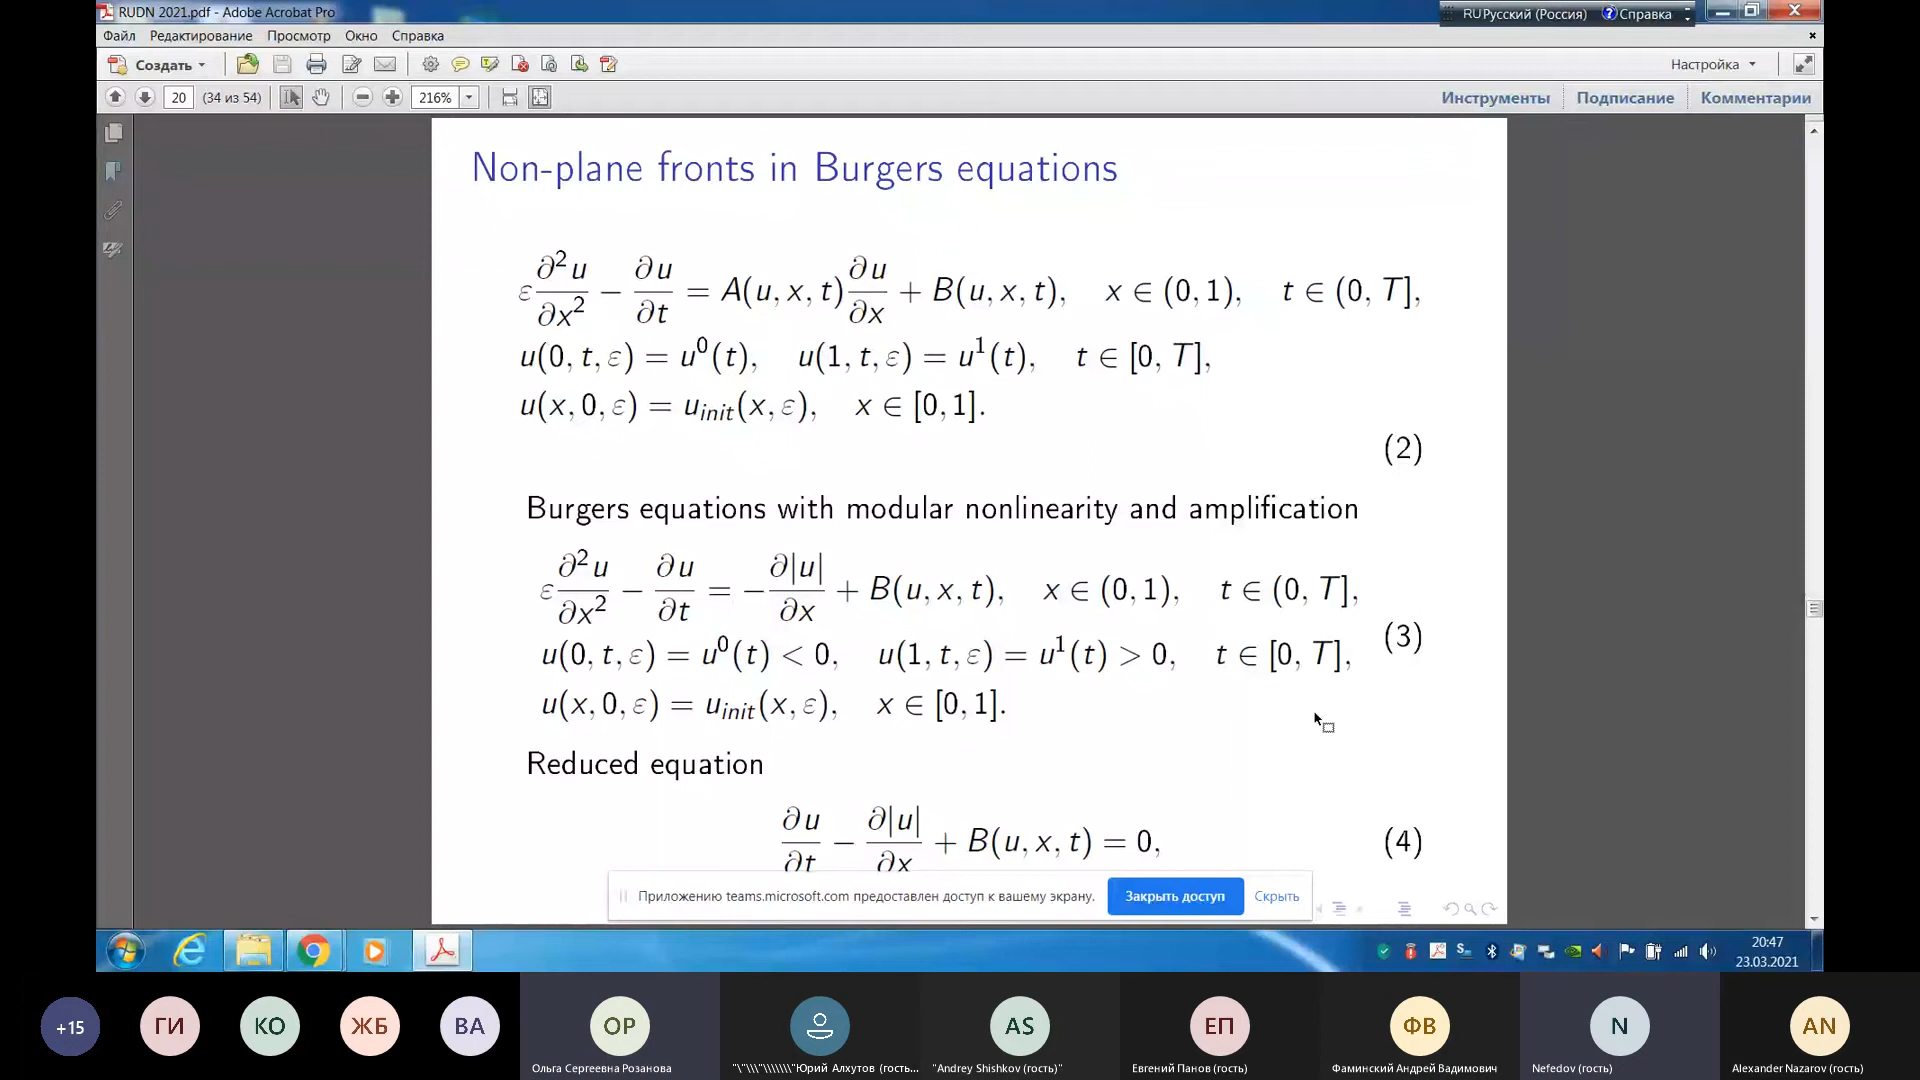 RUDN 2021.pdf - Adobe Acrobat Pro
RU Русский (Россия) Справка
Файл Редактирование Просмотр Окно Справка
Создать
Настройка
20 (34 из 54) 216%
Инструменты Подписание Комментарии
Non-plane fronts in Burgers equations
ε ∂²u/∂x² − ∂u/∂t = A(u, x, t) ∂u/∂x + B(u, x, t), x ∈ (0, 1), t ∈ (0, T],
u(0, t, ε) = u⁰(t), u(1, t, ε) = u¹(t), t ∈ [0, T],
u(x, 0, ε) = u_init(x, ε), x ∈ [0, 1].
(2)
Burgers equations with modular nonlinearity and amplification
ε ∂²u/∂x² − ∂u/∂t = − ∂|u|/∂x + B(u, x, t), x ∈ (0, 1), t ∈ (0, T],
u(0, t, ε) = u⁰(t) < 0, u(1, t, ε) = u¹(t) > 0, t ∈ [0, T],
(3)
u(x, 0, ε) = u_init(x, ε), x ∈ [0, 1].
Reduced equation
∂u/∂t − ∂|u|/∂x + B(u, x, t) = 0, (4)
Приложению teams.microsoft.com предоставлен доступ к вашему экрану. Закрыть доступ Скрыть
20:47
23.03.2021
+15 ГИ КО ЖБ ВА ОР AS ЕП ФВ N AN
Ольга Сергеевна Розанова
"\"\\\"\\\\\\\"Юрий Алхутов (гость...
"Andrey Shishkov (гость)"
Евгений Панов (гость)
Фаминский Андрей Вадимович
Nefedov (гость)
Alexander Nazarov (гость)